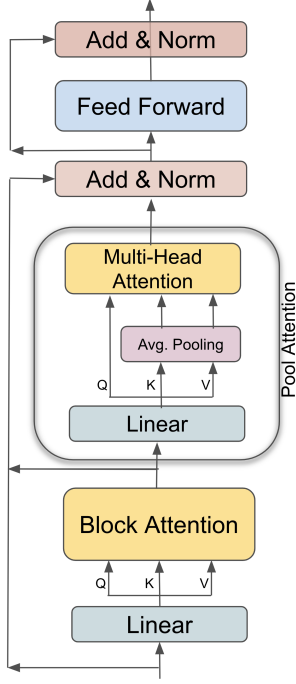 Add & Norm
Feed Forward
Add & Norm
Multi-Head
Attention
Avg. Pooling
Q K V
Linear
Pool Attention
Block Attention
Q K V
Linear